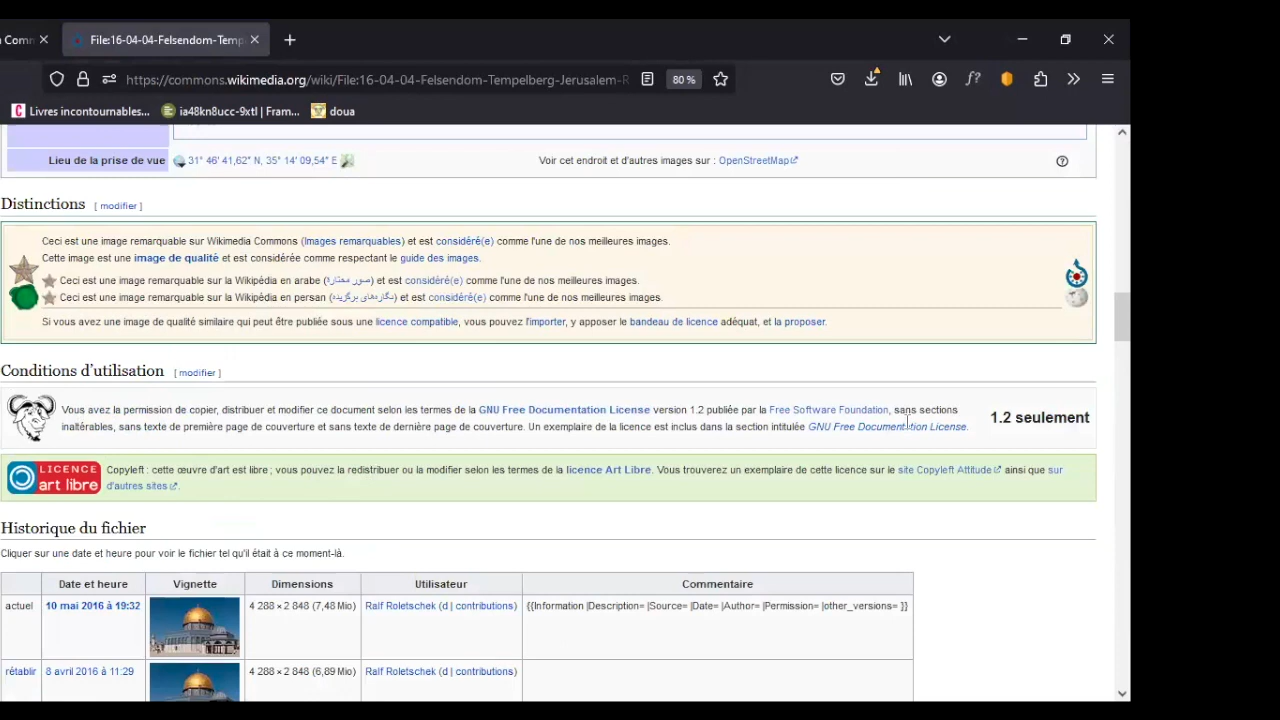 Com
File:16-04-04-Felsendom-Temp
https://commons.wikimedia.org/wiki/File:16-04-04-Felsendom-Tempelberg-Jerusalem-R
80 %
Livres incontournables...
ia48kn8ucc-9xtl | Fram...
doua
Lieu de la prise de vue
31° 46′ 41,62″ N, 35° 14′ 09,54″ E
Voir cet endroit et d'autres images sur : OpenStreetMap
Distinctions [ modifier ]
Ceci est une image remarquable sur Wikimedia Commons (Images remarquables) et est considéré(e) comme l'une de nos meilleures images.
Cette image est une image de qualité et est considérée comme respectant le guide des images.
Ceci est une image remarquable sur la Wikipédia en arabe (صور مختارة) et est considéré(e) comme l'une de nos meilleures images.
Ceci est une image remarquable sur la Wikipédia en persan (نگاره‌های برگزیده) et est considéré(e) comme l'une de nos meilleures images.
Si vous avez une image de qualité similaire qui peut être publiée sous une licence compatible, vous pouvez l'importer, y apposer le bandeau de licence adéquat, et la proposer.
Conditions d'utilisation [ modifier ]
Vous avez la permission de copier, distribuer et modifier ce document selon les termes de la GNU Free Documentation License version 1.2 publiée par la Free Software Foundation, sans sections
inaltérables, sans texte de première page de couverture et sans texte de dernière page de couverture. Un exemplaire de la licence est inclus dans la section intitulée GNU Free Documentation License.
1.2 seulement
LICENCE
art libre
Copyleft : cette œuvre d'art est libre ; vous pouvez la redistribuer ou la modifier selon les termes de la licence Art Libre. Vous trouverez un exemplaire de cette licence sur le site Copyleft Attitude ainsi que sur
d'autres sites.
Historique du fichier
Cliquer sur une date et heure pour voir le fichier tel qu'il était à ce moment-là.
Date et heure Vignette Dimensions Utilisateur Commentaire
actuel 10 mai 2016 à 19:32 4 288 × 2 848 (7,48 Mio) Ralf Roletschek (d | contributions) {{Information |Description= |Source= |Date= |Author= |Permission= |other_versions= }}
rétablir 8 avril 2016 à 11:29 4 288 × 2 848 (6,89 Mio) Ralf Roletschek (d | contributions)